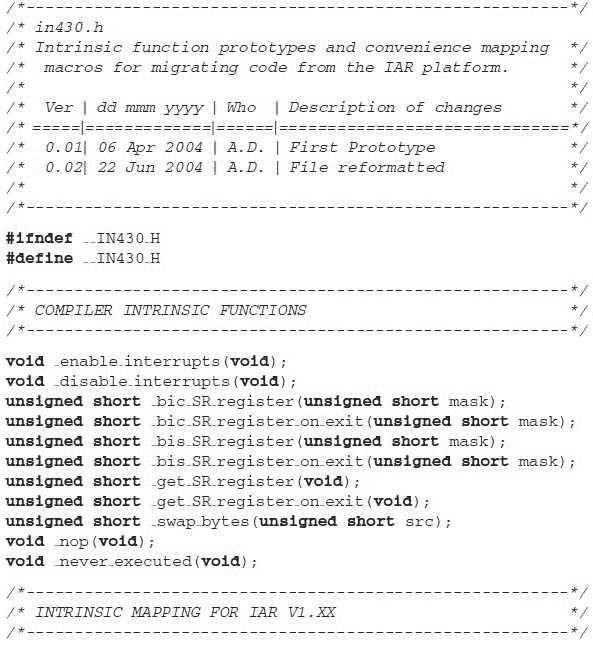 /*--------------------------------------------------------*/
/* in430.h
/* Intrinsic function prototypes and convenience mapping  */
/*  macros for migrating code from the IAR platform.      */
/*                                                        */
/*  Ver | dd mmm yyyy | Who  | Description of changes       */
/* =====|=============|======|==============================*/
/*  0.01| 06 Apr 2004 | A.D. | First Prototype              */
/*  0.02| 22 Jun 2004 | A.D. | File reformatted             */
/*                                                        */
/*--------------------------------------------------------*/
#ifndef __IN430_H
#define __IN430_H
/*--------------------------------------------------------*/
/* COMPILER INTRINSIC FUNCTIONS                           */
/*--------------------------------------------------------*/
void _enable_interrupts(void);
void _disable_interrupts(void);
unsigned short _bic_SR_register(unsigned short mask);
unsigned short _bic_SR_register_on_exit(unsigned short mask);
unsigned short _bis_SR_register(unsigned short mask);
unsigned short _bis_SR_register_on_exit(unsigned short mask);
unsigned short _get_SR_register(void);
unsigned short _get_SR_register_on_exit(void);
unsigned short _swap_bytes(unsigned short src);
void _nop(void);
void _never_executed(void);
/*--------------------------------------------------------*/
/* INTRINSIC MAPPING FOR IAR V1.XX                        */
/*--------------------------------------------------------*/